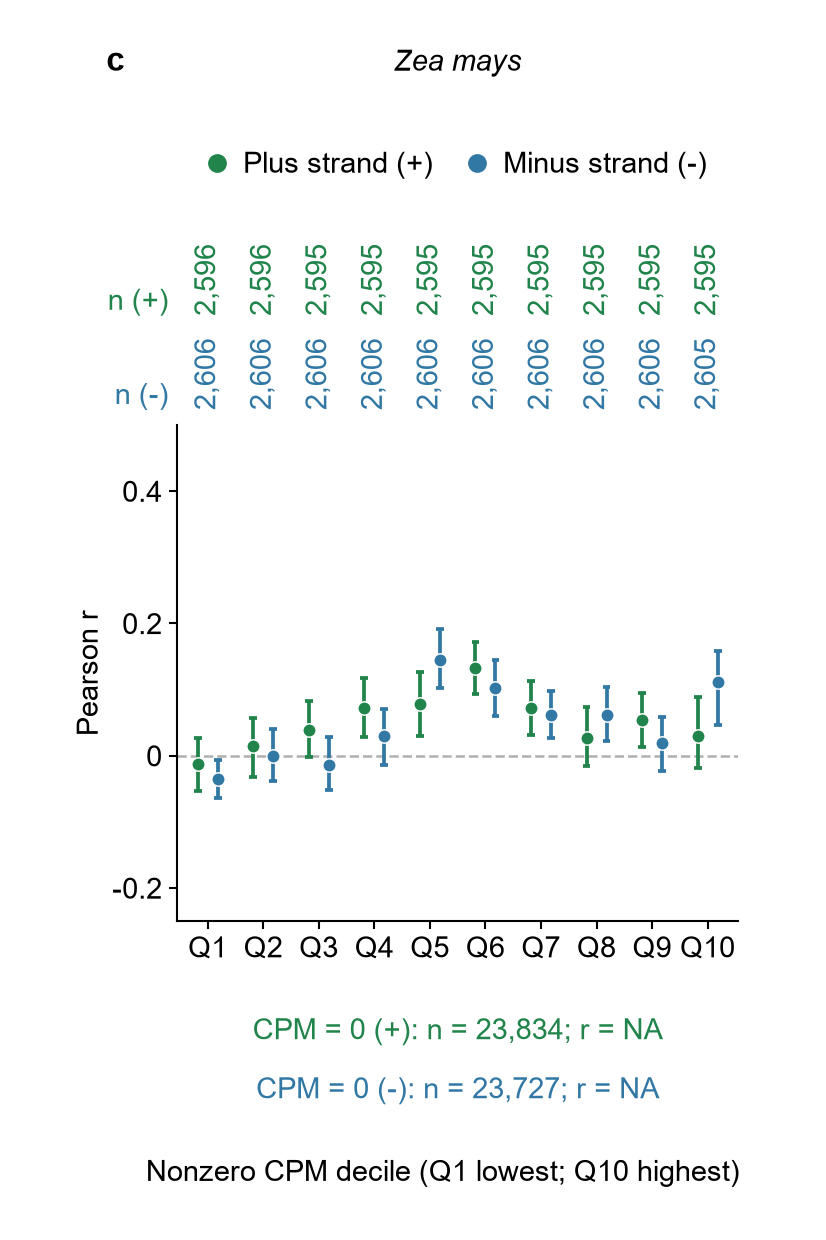 c
Zea mays
Plus strand (+) Minus strand (-)
n (+) 2,596 2,596 2,595 2,595 2,595 2,595 2,595 2,595 2,595 2,595
n (-) 2,606 2,606 2,606 2,606 2,606 2,606 2,606 2,606 2,606 2,605
Pearson r
0.4
0.2
0
-0.2
Q1 Q2 Q3 Q4 Q5 Q6 Q7 Q8 Q9 Q10
CPM = 0 (+): n = 23,834; r = NA
CPM = 0 (-): n = 23,727; r = NA
Nonzero CPM decile (Q1 lowest; Q10 highest)